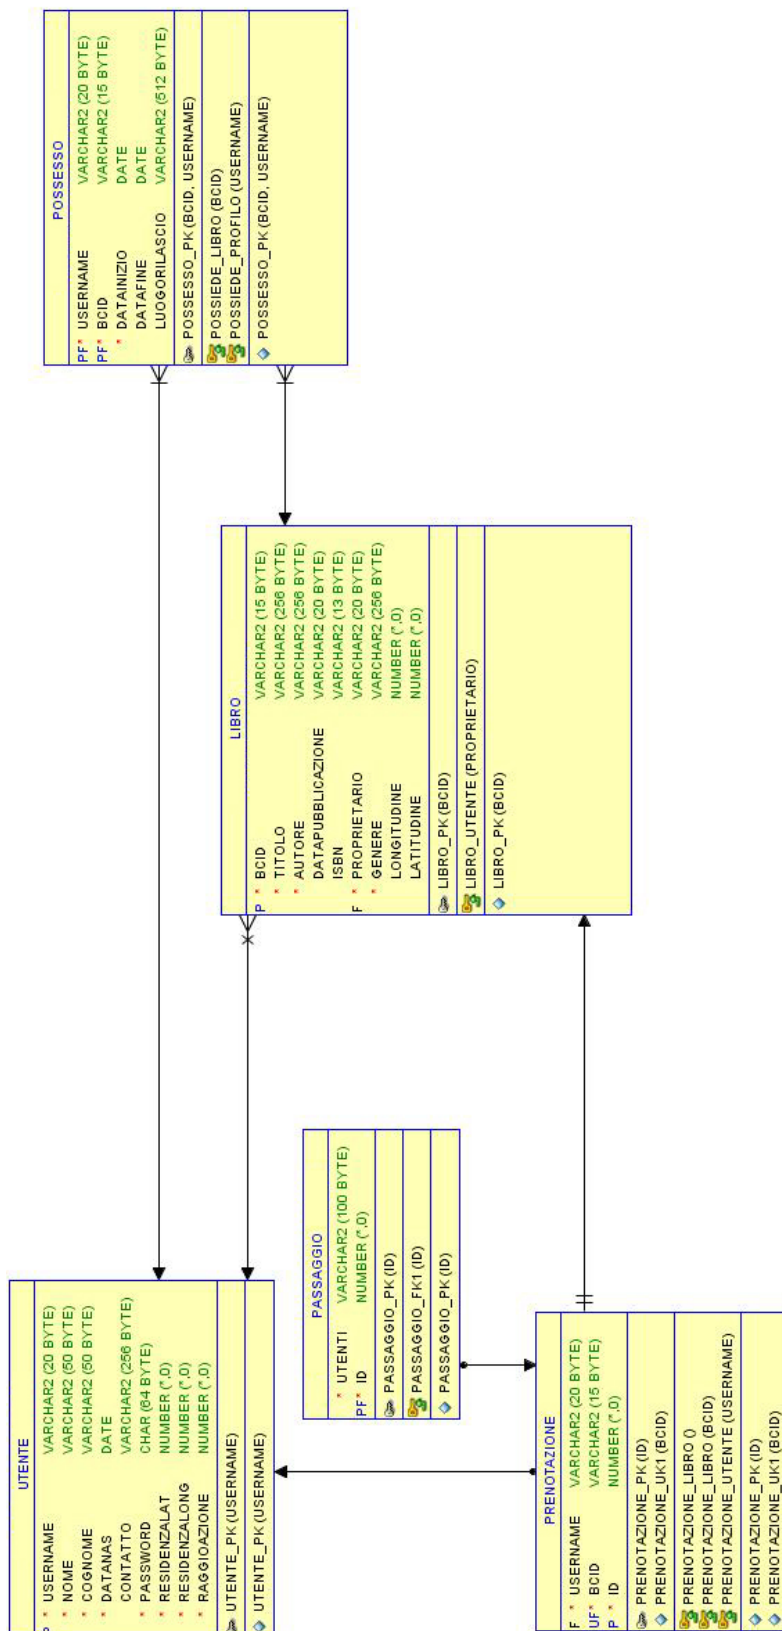 POSSESSO
PF* USERNAME VARCHAR2 (20 BYTE)
PF* BCID VARCHAR2 (15 BYTE)
* DATAINIZIO DATE
DATAFINE DATE
LUOGORILASCIO VARCHAR2 (512 BYTE)
POSSESSO_PK (BCID, USERNAME)
POSSIEDE_LIBRO (BCID)
POSSIEDE_PROFILO (USERNAME)
POSSESSO_PK (BCID, USERNAME)
LIBRO
P * BCID VARCHAR2 (15 BYTE)
* TITOLO VARCHAR2 (256 BYTE)
* AUTORE VARCHAR2 (256 BYTE)
DATAPUBBLICAZIONE VARCHAR2 (20 BYTE)
ISBN VARCHAR2 (13 BYTE)
F * PROPRIETARIO VARCHAR2 (20 BYTE)
* GENERE VARCHAR2 (256 BYTE)
LONGITUDINE NUMBER (*,0)
LATITUDINE NUMBER (*,0)
LIBRO_PK (BCID)
LIBRO_UTENTE (PROPRIETARIO)
LIBRO_PK (BCID)
UTENTE
P * USERNAME VARCHAR2 (20 BYTE)
* NOME VARCHAR2 (50 BYTE)
* COGNOME VARCHAR2 (50 BYTE)
* DATANAS DATE
CONTATTO VARCHAR2 (256 BYTE)
* PASSWORD CHAR (64 BYTE)
* RESIDENZALAT NUMBER (*,0)
* RESIDENZALONG NUMBER (*,0)
* RAGGIOAZIONE NUMBER (*,0)
UTENTE_PK (USERNAME)
UTENTE_PK (USERNAME)
PASSAGGIO
* UTENTI VARCHAR2 (100 BYTE)
PF* ID NUMBER (*,0)
PASSAGGIO_PK (ID)
PASSAGGIO_FK1 (ID)
PASSAGGIO_PK (ID)
PRENOTAZIONE
F * USERNAME VARCHAR2 (20 BYTE)
UF* BCID VARCHAR2 (15 BYTE)
P * ID NUMBER (*,0)
PRENOTAZIONE_PK (ID)
PRENOTAZIONE_UK1 (BCID)
PRENOTAZIONE_LIBRO ()
PRENOTAZIONE_LIBRO (BCID)
PRENOTAZIONE_UTENTE (USERNAME)
PRENOTAZIONE_PK (ID)
PRENOTAZIONE_UK1 (BCID)